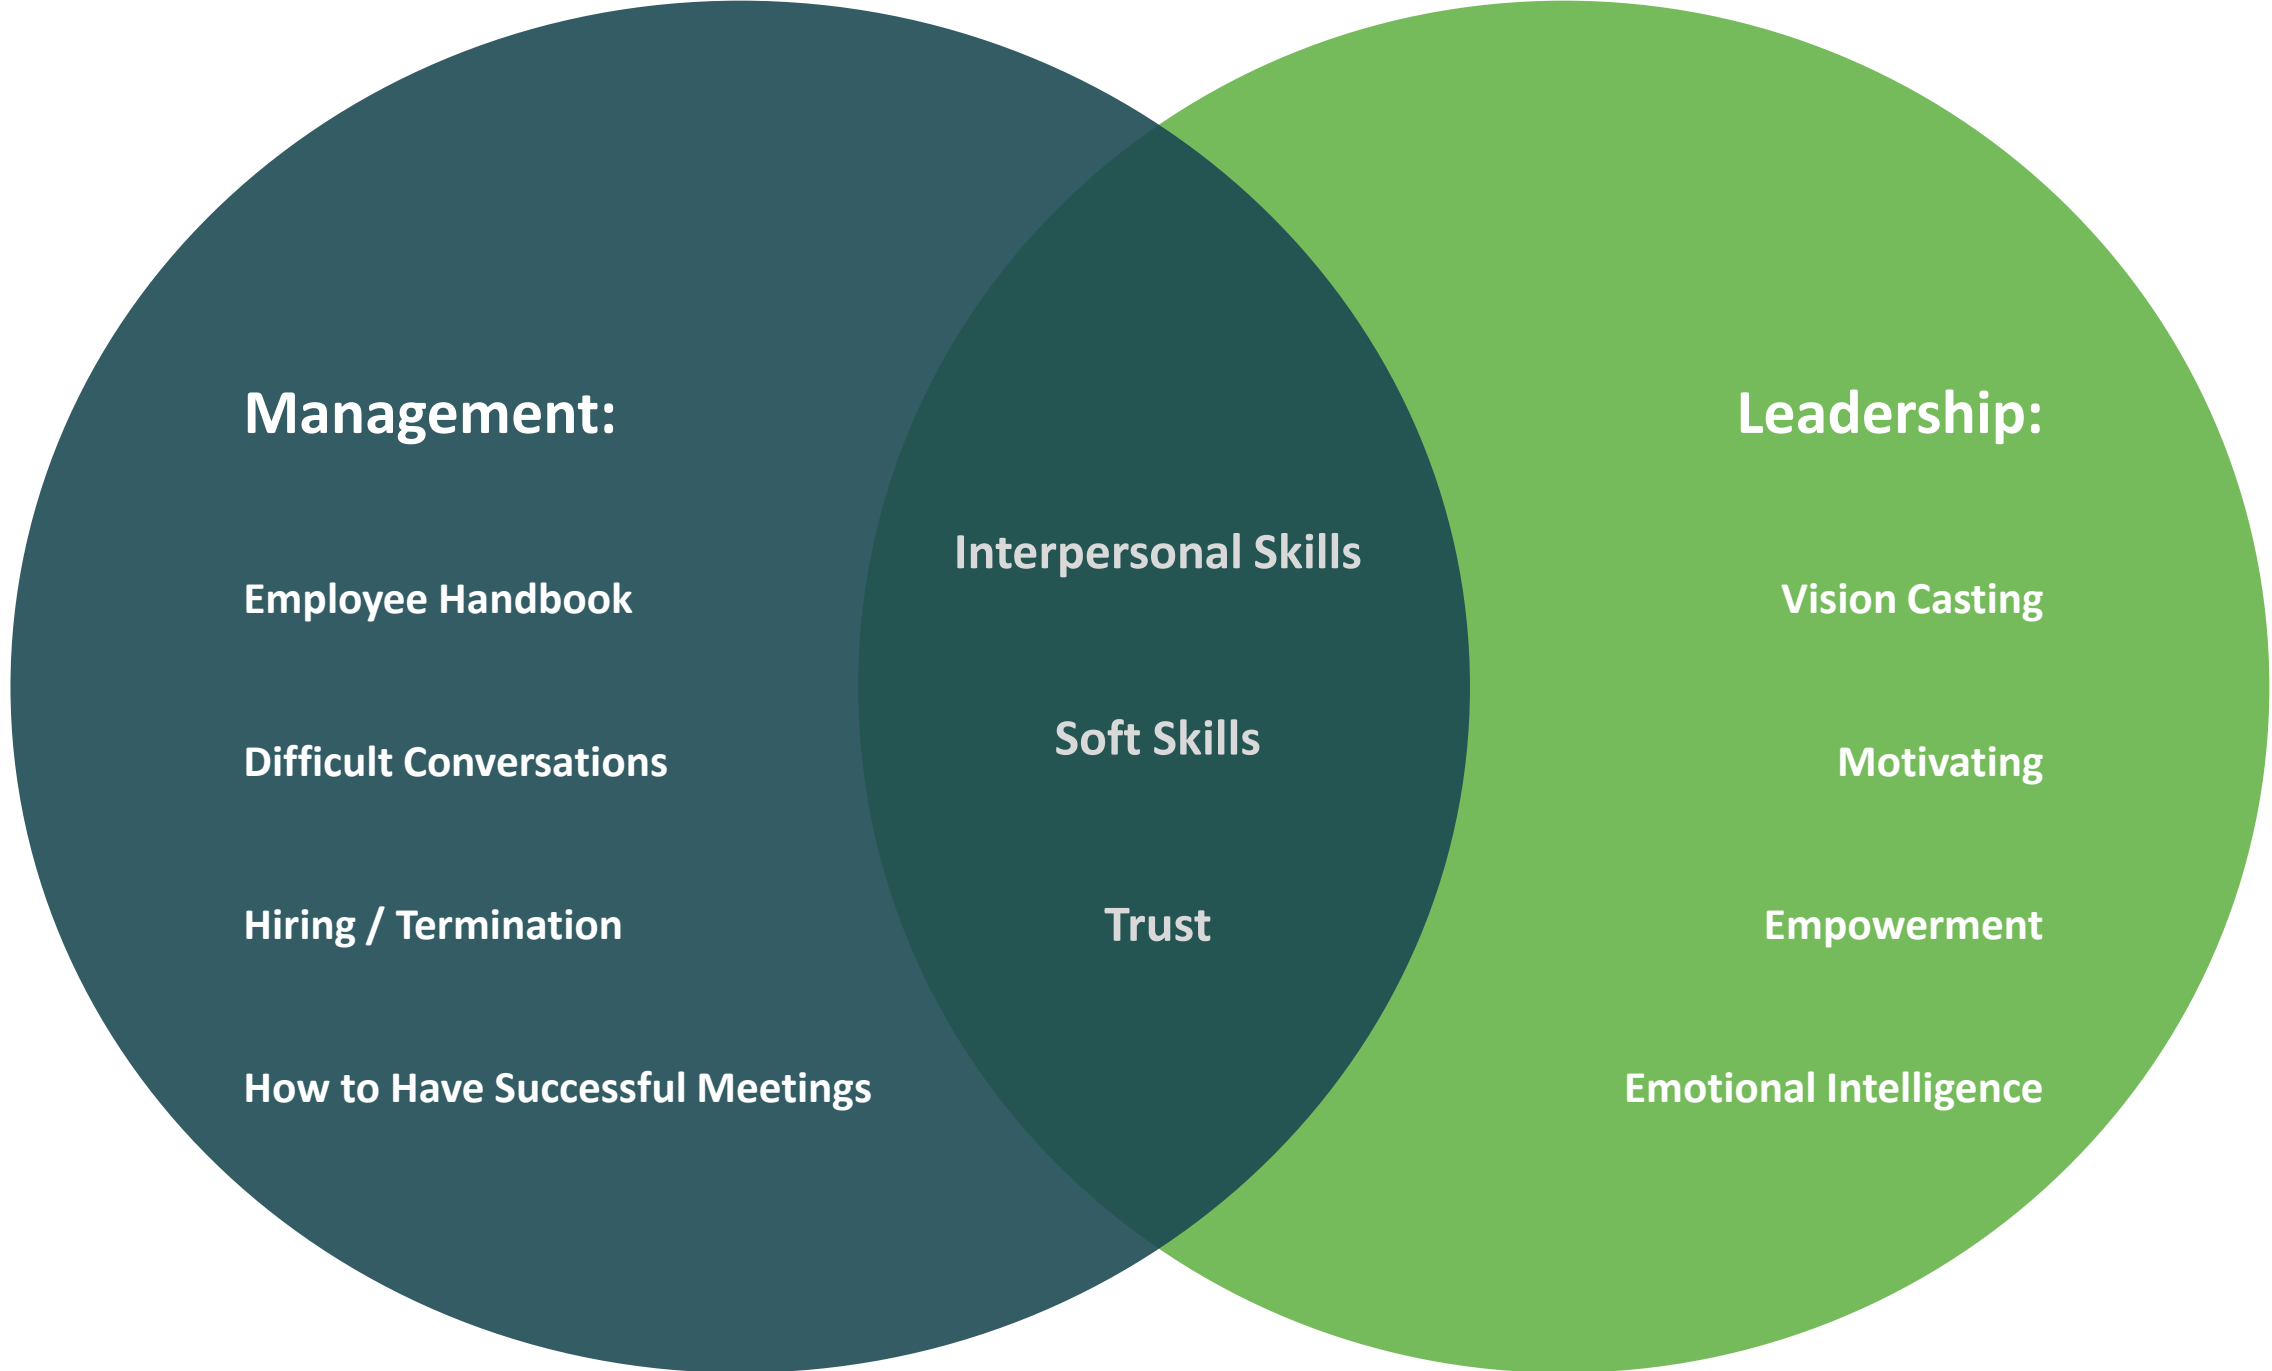 Management:
Employee Handbook
Difficult Conversations
Hiring / Termination
How to Have Successful Meetings
Interpersonal Skills
Soft Skills
Trust
Leadership:
Vision Casting
Motivating
Empowerment
Emotional Intelligence